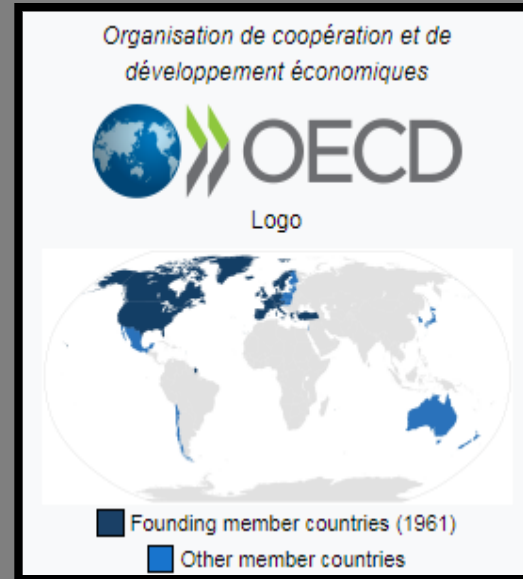 Organisation de coopération et de
développement économiques
OECD
Logo
Founding member countries (1961)
Other member countries